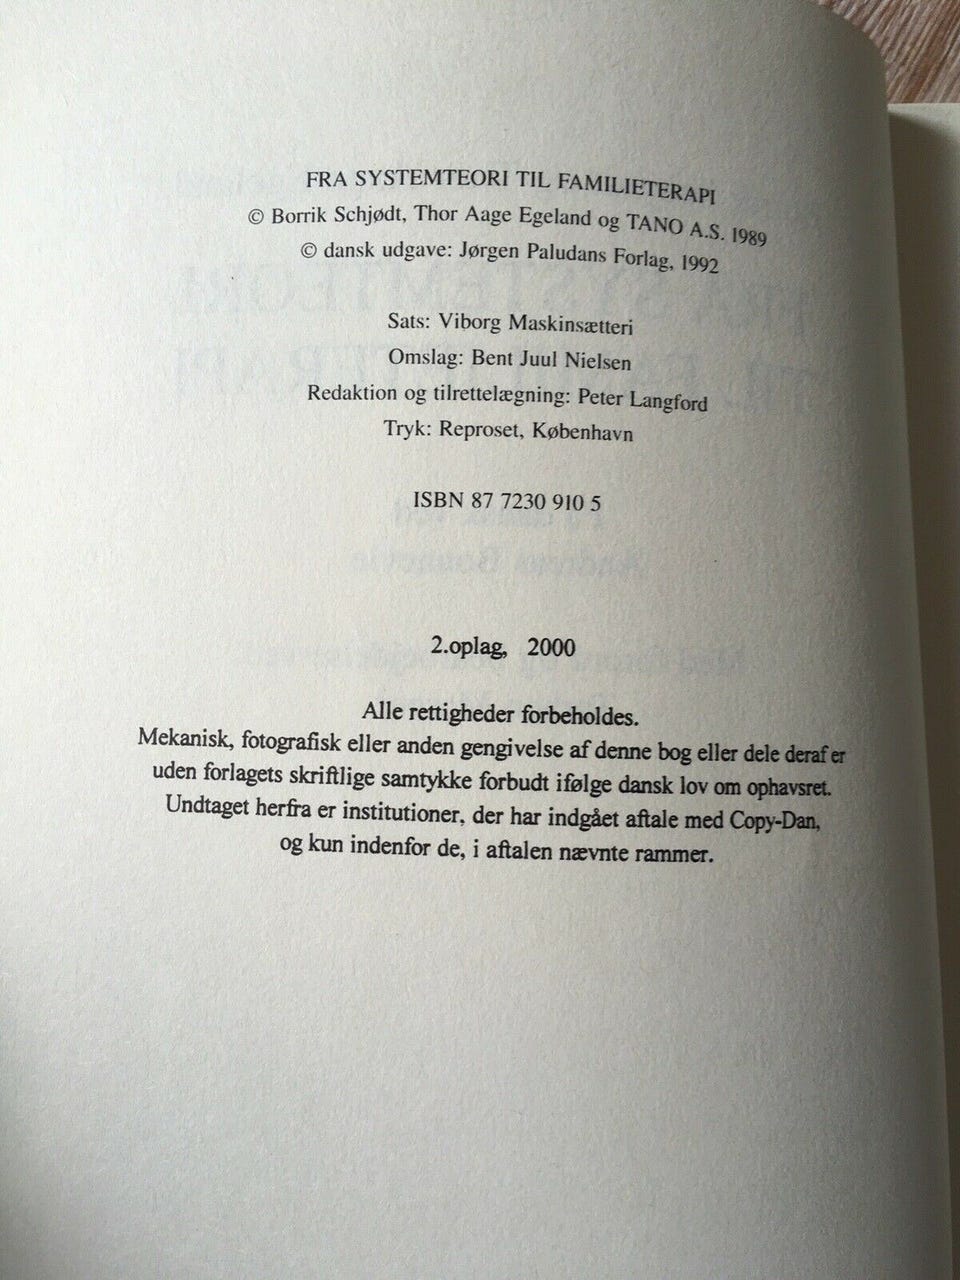 FRA SYSTEMTEORI TIL FAMILIETERAPI
© Borrik Schjødt, Thor Aage Egeland og TANO A.S. 1989
© dansk udgave: Jørgen Paludans Forlag, 1992
Sats: Viborg Maskinsætteri
Omslag: Bent Juul Nielsen
Redaktion og tilrettelægning: Peter Langford
Tryk: Reproset, København
ISBN 87 7230 910 5
2.oplag, 2000
Alle rettigheder forbeholdes.
Mekanisk, fotografisk eller anden gengivelse af denne bog eller dele deraf er
uden forlagets skriftlige samtykke forbudt ifølge dansk lov om ophavsret.
Undtaget herfra er institutioner, der har indgået aftale med Copy-Dan,
og kun indenfor de, i aftalen nævnte rammer.